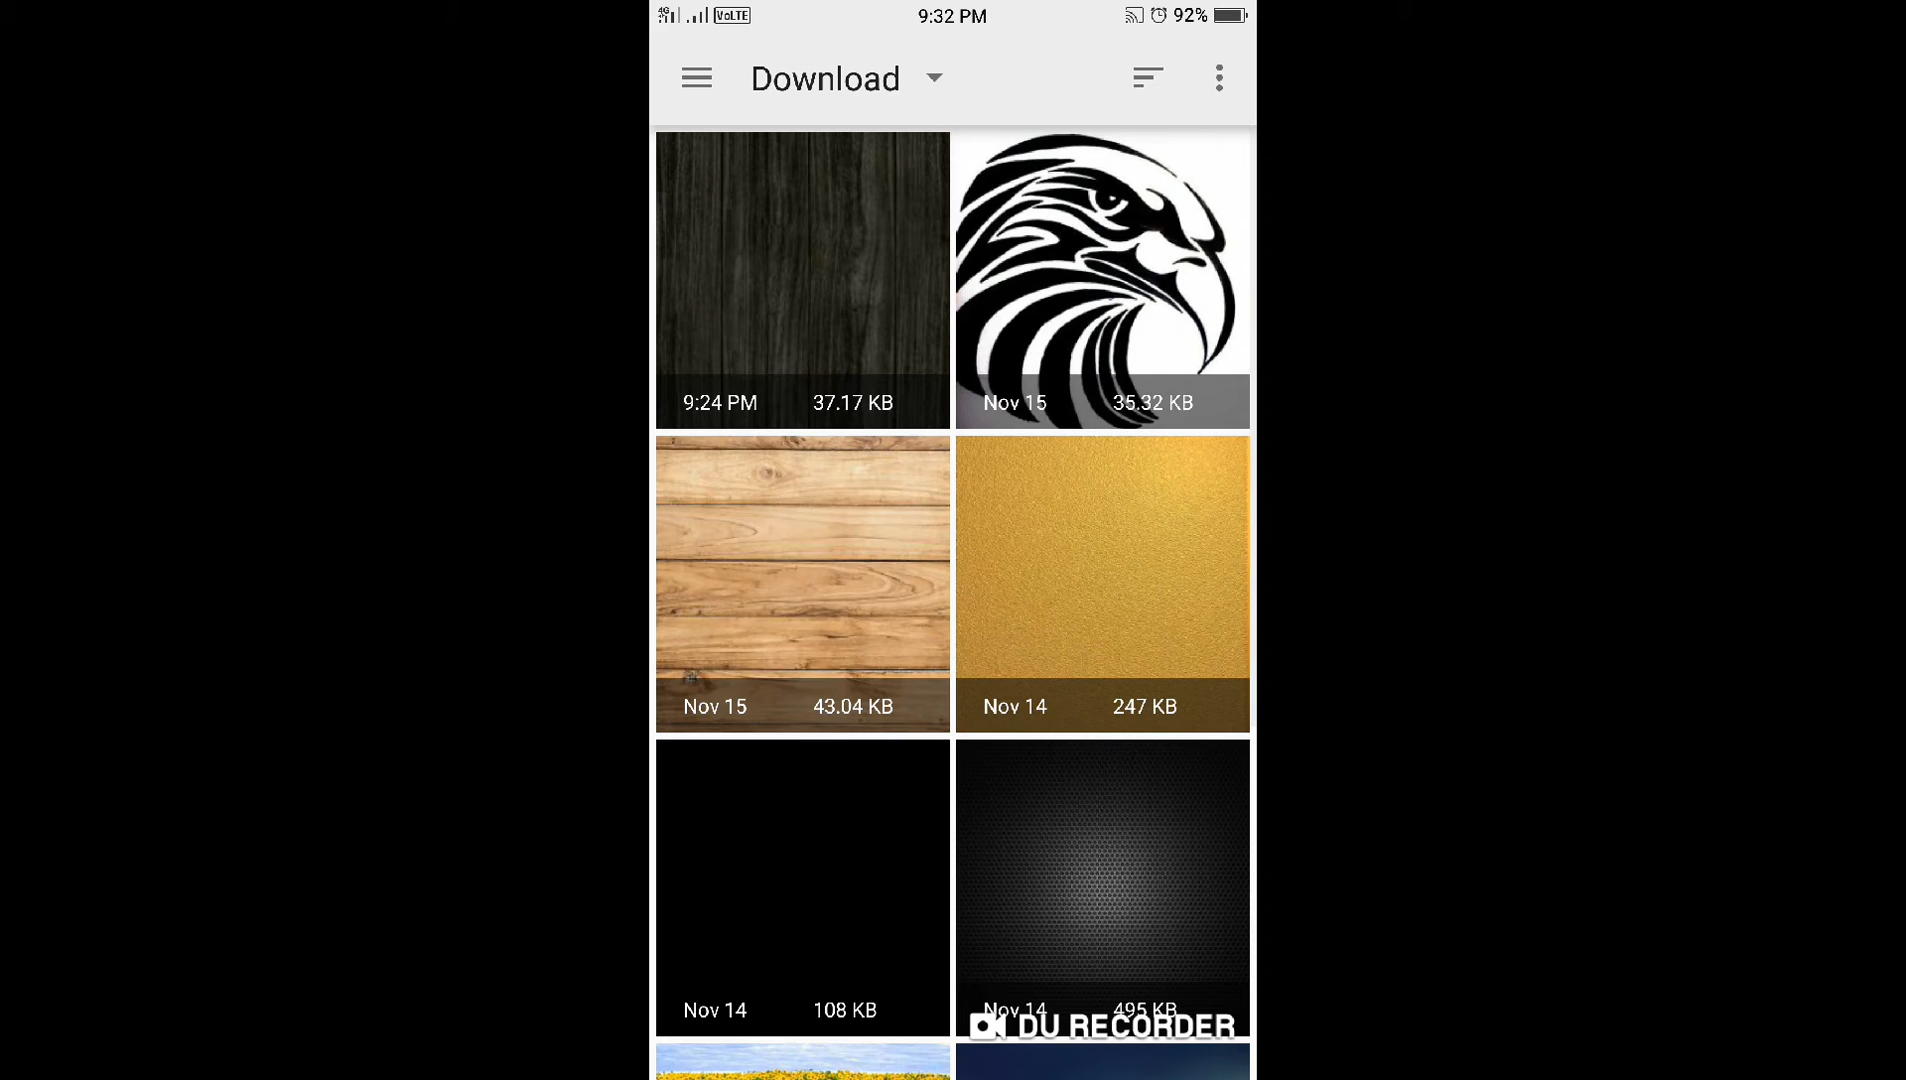 4G VoLTE 9:32 PM 92%
Download
9:24 PM 37.17 KB
Nov 15 35.32 KB
Nov 15 43.04 KB
Nov 14 247 KB
Nov 14 108 KB
Nov 14 495 KB
DU RECORDER